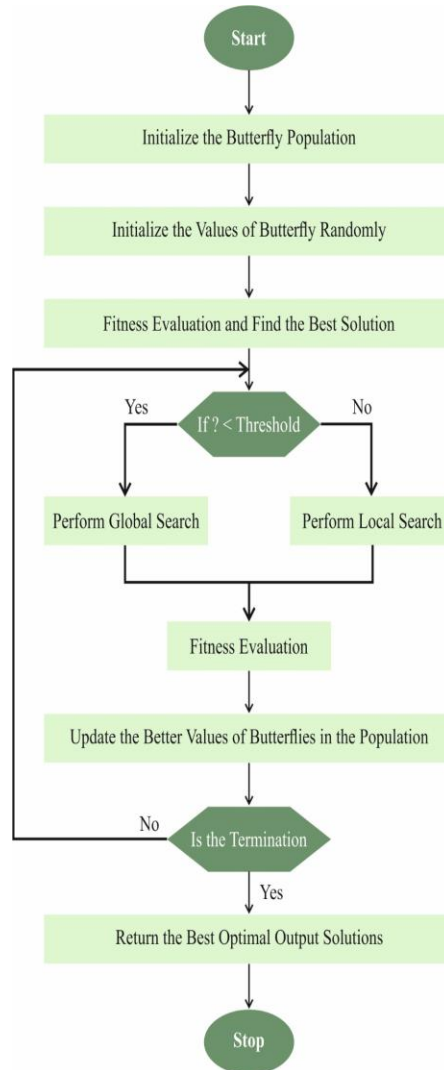 Start
Initialize the Butterfly Population
Initialize the Values of Butterfly Randomly
Fitness Evaluation and Find the Best Solution
Yes
If ? < Threshold
No
Perform Global Search
Perform Local Search
Fitness Evaluation
Update the Better Values of Butterflies in the Population
No
Is the Termination
Yes
Return the Best Optimal Output Solutions
Stop